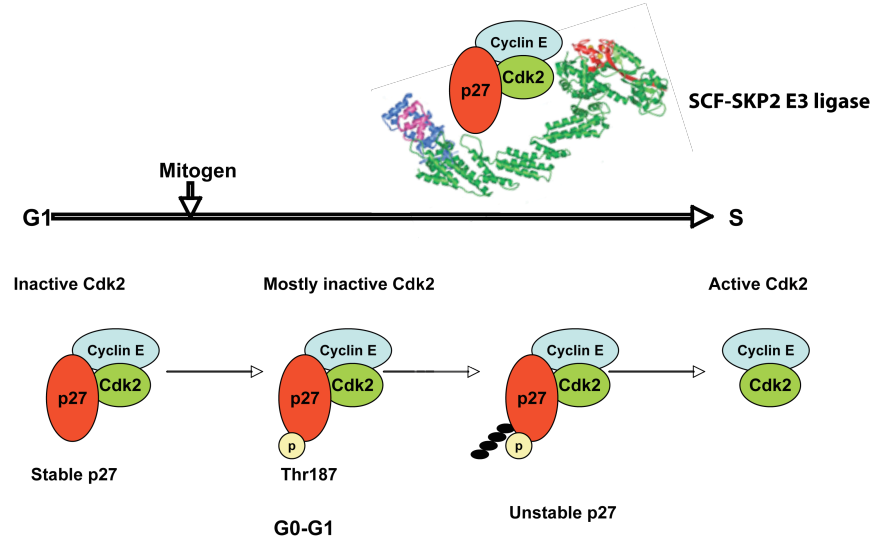 Cyclin E
Cdk2
p27
SCF-SKP2 E3 ligase
Mitogen
G1
S
Inactive Cdk2
Mostly inactive Cdk2
Active Cdk2
Cyclin E
Cdk2
p27
Cyclin E
Cdk2
p27
p
Cyclin E
Cdk2
p27
p
Cyclin E
Cdk2
Stable p27
Thr187
Unstable p27
G0-G1